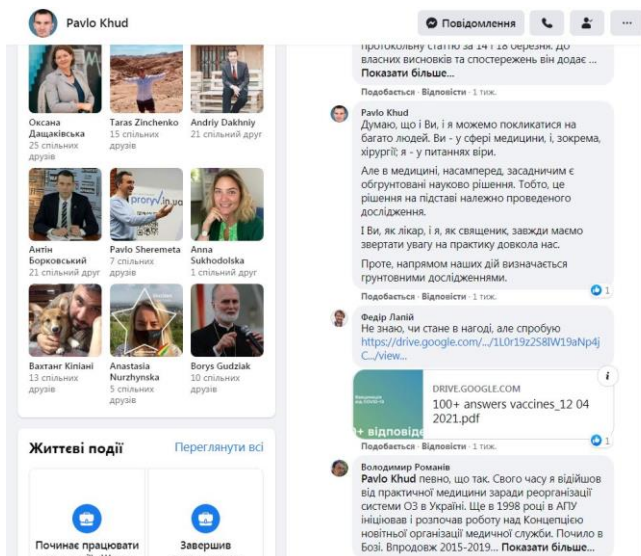 Pavlo Khud
Повідомлення
Оксана
Дащаківська
25 спільних
друзів
Taras Zinchenko
15 спільних
друзів
Andriy Dakhniy
21 спільний друг
proryv.in.ua
Антін
Борковський
21 спільний друг
Pavlo Sheremeta
7 спільних
друзів
Anna
Sukhodolska
1 спільний друг
Вахтанг Кіпіані
13 спільних
друзів
Anastasia
Nurzhynska
5 спільних
друзів
Borys Gudziak
10 спільних
друзів
Життєві події
Переглянути всі
Починає працювати
Завершив
протокольну статтю за 14 і 18 березня. До
власних висновків та спостережень він додає ...
Показати більше...
Подобається · Відповісти · 1 тиж.
Pavlo Khud
Думаю, що і Ви, і я можемо покликатися на
багато людей. Ви - у сфері медицини, і, зокрема,
хірургії; я - у питаннях віри.
Але в медицині, насамперед, засадничим є
обгрунтовані науково рішення. Тобто, це
рішення на підставі належно проведеного
дослідження.
І Ви, як лікар, і я, як священик, завжди маємо
звертати увагу на практику довкола нас.
Проте, напрямом наших дій визначається
грунтовними дослідженнями.
1
Подобається · Відповісти · 1 тиж.
Федір Лапій
Не знаю, чи стане в нагоді, але спробую
https://drive.google.com/.../1L0r19z2S8IW19aNp4j
C.../view...
DRIVE.GOOGLE.COM
100+ answers vaccines_12 04
2021.pdf
+ відповіде
1
Подобається · Відповісти · 1 тиж.
Володимир Романів
Pavlo Khud певно, що так. Свого часу я відійшов
від практичної медицини заради реорганізації
системи ОЗ в Україні. Ще в 1998 році в АПУ
ініціював і розпочав роботу над Концепцією
новітньої організації медичної служби. Почило в
Бозі. Впродовж 2015-2019... Показати більше...